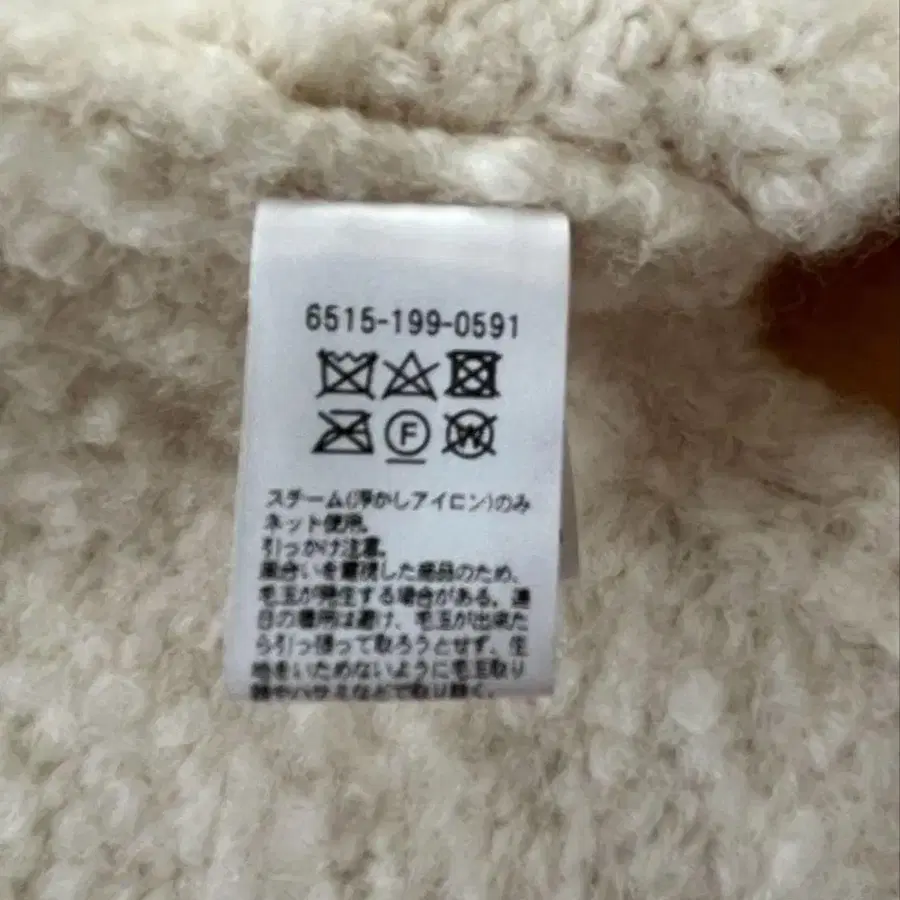 6515-199-0591
F
W
スチーム(浮かしアイロン)のみ
ネット使用。
引っかけ注意。
風合いを重視した商品のため、
毛玉が発生する場合がある。連
日の着用は避け、毛玉が出来た
ら引っ張って取ろうとせず、生
地をいためないように毛玉取り
器やハサミなどで取り除く。